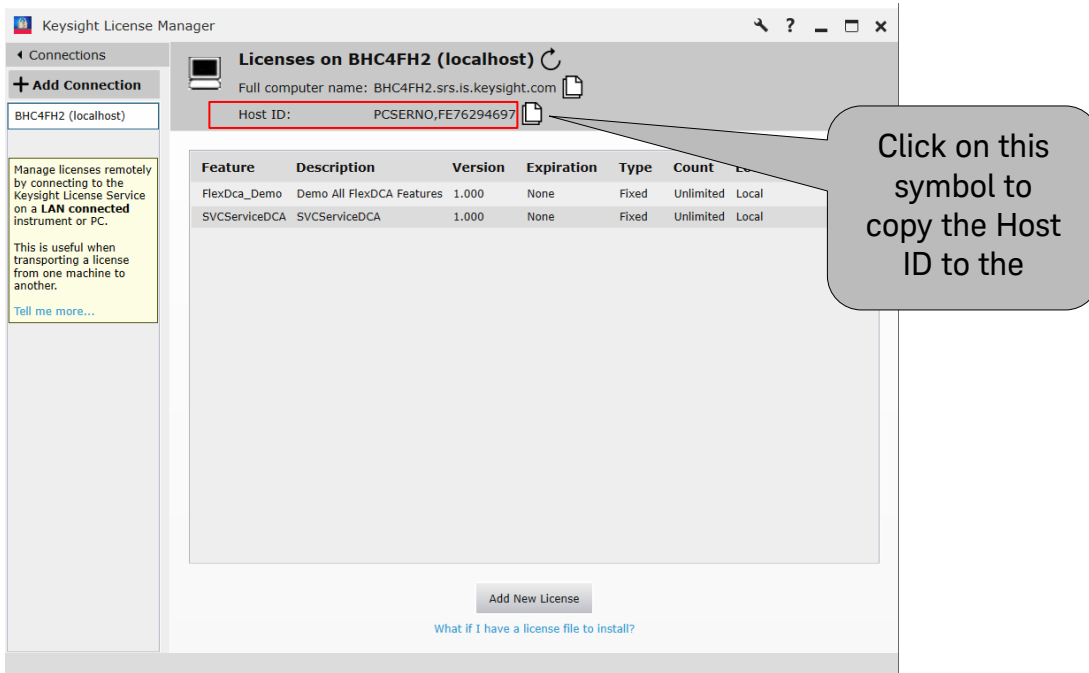 Keysight License Manager
?
Connections
Add Connection
BHC4FH2 (localhost)
Manage licenses remotely
by connecting to the
Keysight License Service
on a LAN connected
instrument or PC.
This is useful when
transporting a license
from one machine to
another.
Tell me more...
Licenses on BHC4FH2 (localhost)
Full computer name: BHC4FH2.srs.is.keysight.com
Host ID: PCSERNO,FE76294697
Feature Description Version Expiration Type Count
FlexDca_Demo Demo All FlexDCA Features 1.000 None Fixed Unlimited Local
SVCServiceDCA SVCServiceDCA 1.000 None Fixed Unlimited Local
Add New License
What if I have a license file to install?
Click on this
symbol to
copy the Host
ID to the